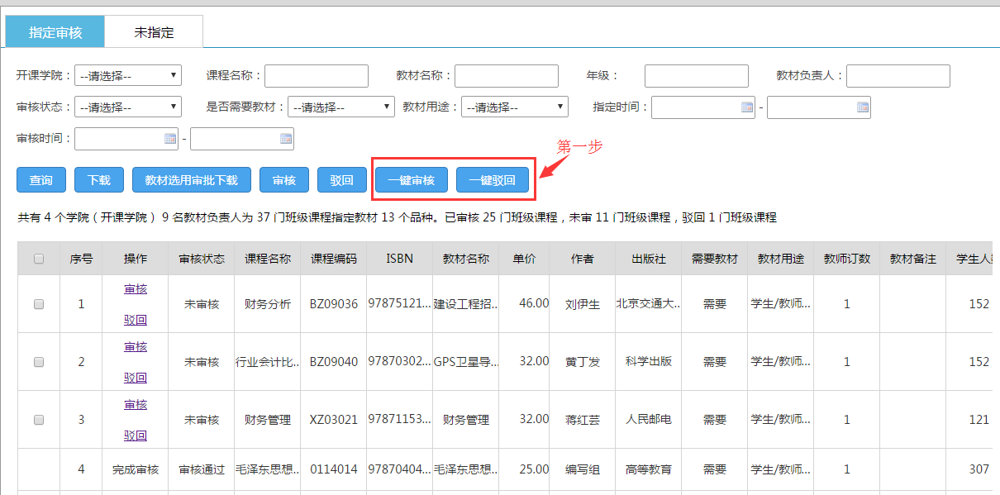 指定审核 未指定
开课学院： --请选择-- 课程名称： 教材名称： 年级： 教材负责人：
审核状态： --请选择-- 是否需要教材： --请选择-- 教材用途： --请选择-- 指定时间： -
审核时间： -
第一步
查询 下载 教材选用审批下载 审核 驳回 一键审核 一键驳回
共有 4 个学院（开课学院） 9 名教材负责人为 37 门班级课程指定教材 13 个品种。已审核 25 门班级课程，未审 11 门班级课程，驳回 1 门班级课程
序号 操作 审核状态 课程名称 课程编码 ISBN 教材名称 单价 作者 出版社 需要教材 教材用途 教师订数 教材备注 学生人
1 审核 驳回 未审核 财务分析 BZ09036 97875121... 建设工程招... 46.00 刘伊生 北京交通大... 需要 学生/教师... 1 152
2 审核 驳回 未审核 行业会计比... BZ09040 97870302... GPS卫星导... 32.00 黄丁发 科学出版 需要 学生/教师... 1 152
3 审核 驳回 未审核 财务管理 XZ03021 97871153... 财务管理 32.00 蒋红芸 人民邮电 需要 学生/教师... 1 121
4 完成审核 审核通过 毛泽东思想... 0114014 97870404... 毛泽东思想... 25.00 编写组 高等教育 需要 学生/教师... 1 307